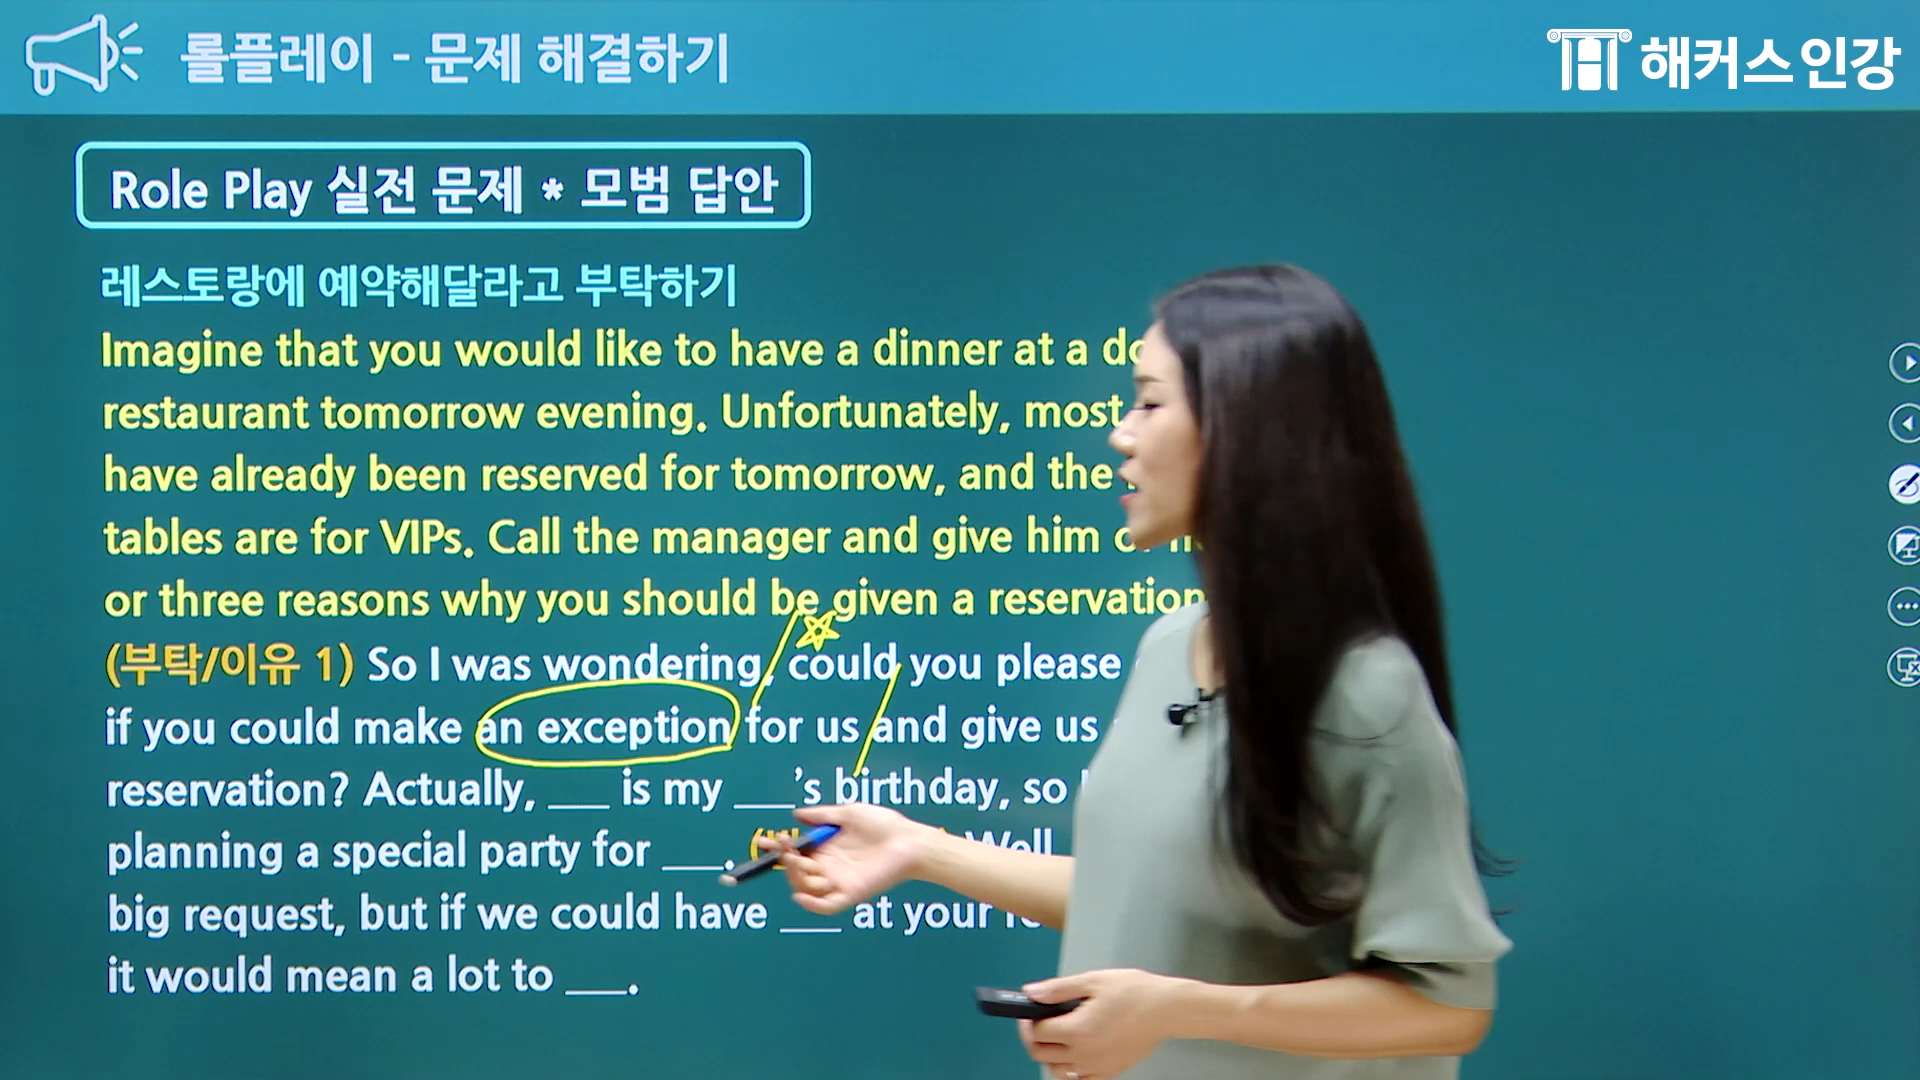 롤플레이 - 문제 해결하기
해커스인강
Role Play 실전 문제 * 모범 답안
레스토랑에 예약해달라고 부탁하기
Imagine that you would like to have a dinner at a
restaurant tomorrow evening. Unfortunately, most
have already been reserved for tomorrow, and the
tables are for VIPs. Call the manager and give him
or three reasons why you should be given a reservation
(부탁/이유 1) So I was wondering, could you please
if you could make an exception for us and give us
reservation? Actually, ___ is my ___'s birthday, so
planning a special party for ___. Well
big request, but if we could have ___ at your
it would mean a lot to ___.